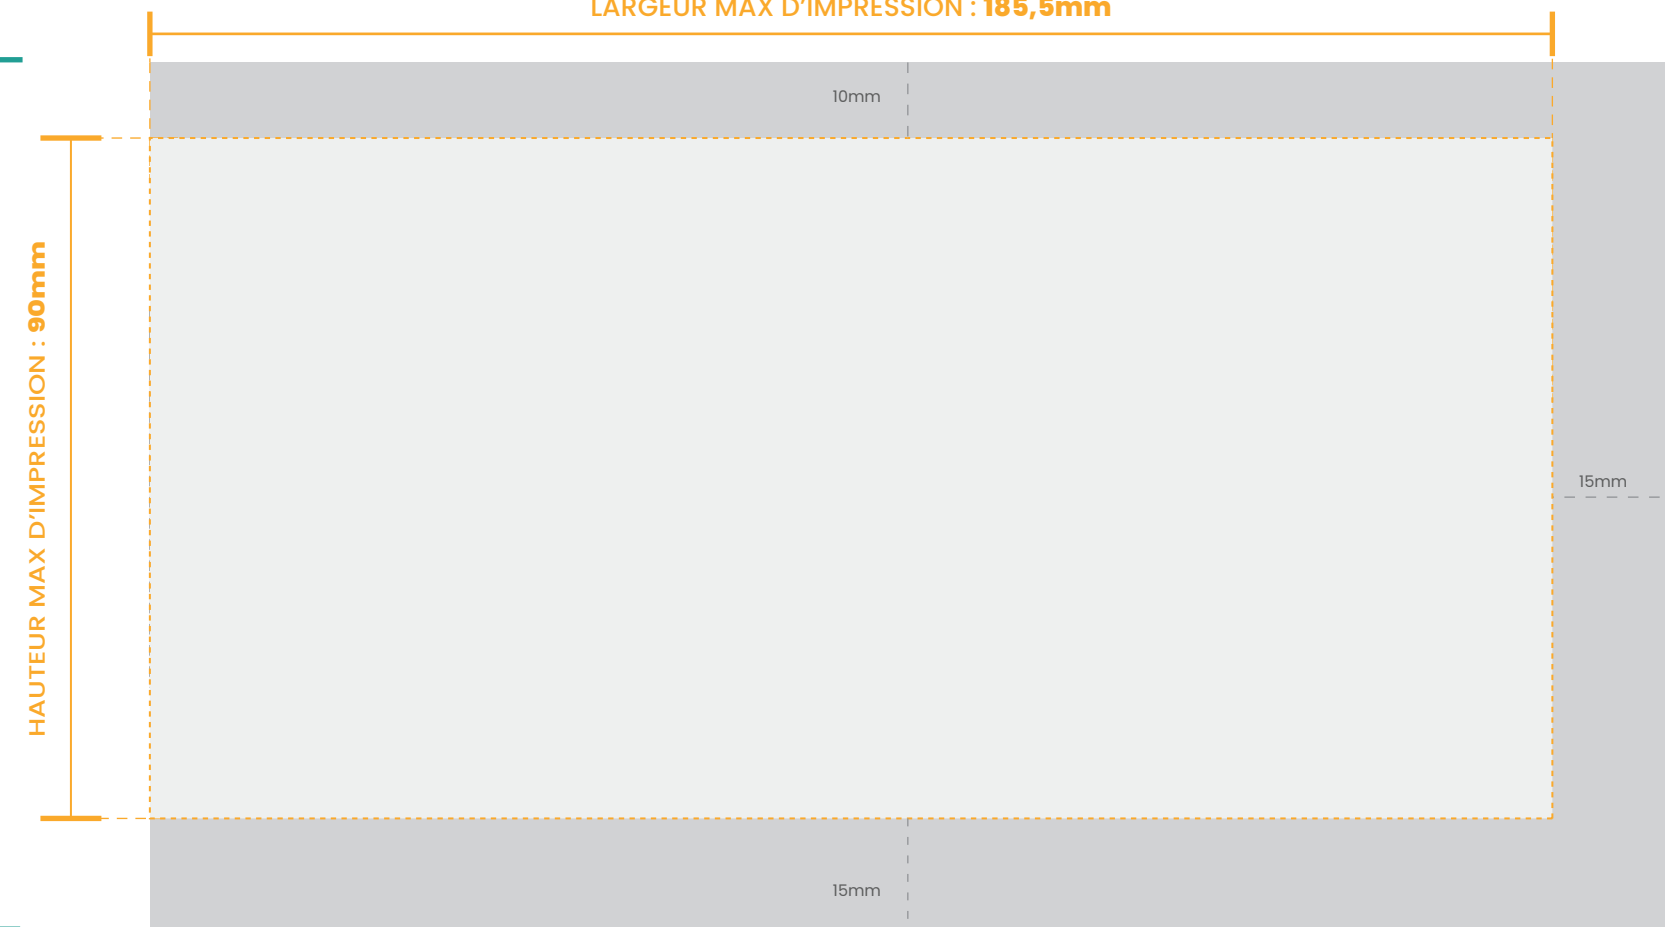 LARGEUR MAX D’IMPRESSION : 185,5mm
10mm
HAUTEUR MAX D’IMPRESSION : 90mm
15mm
15mm